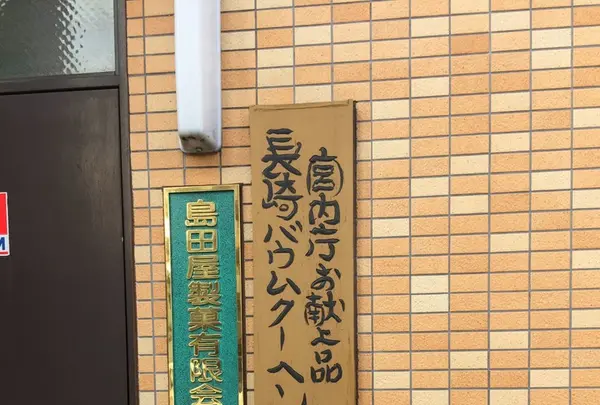 宮内庁お献上品
長崎バウムクーヘ
島田屋製菓有限会